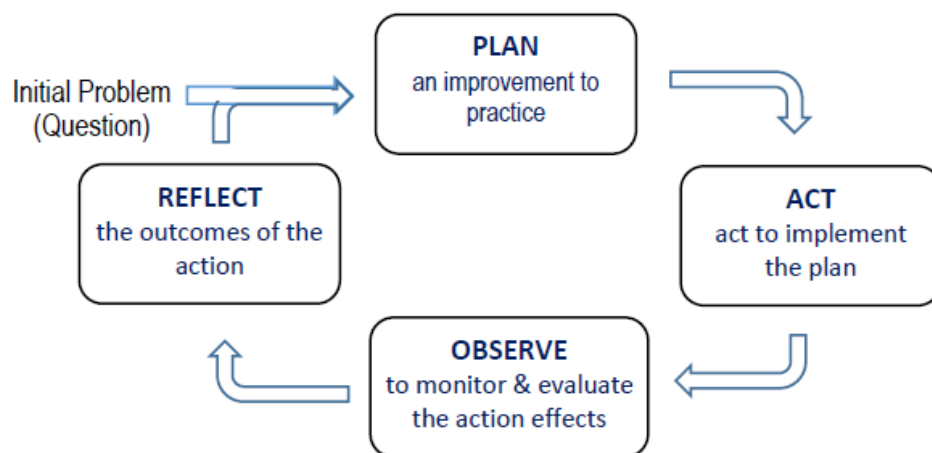 Initial Problem
(Question)
PLAN
an improvement to
practice
ACT
act to implement
the plan
OBSERVE
to monitor & evaluate
the action effects
REFLECT
the outcomes of the
action